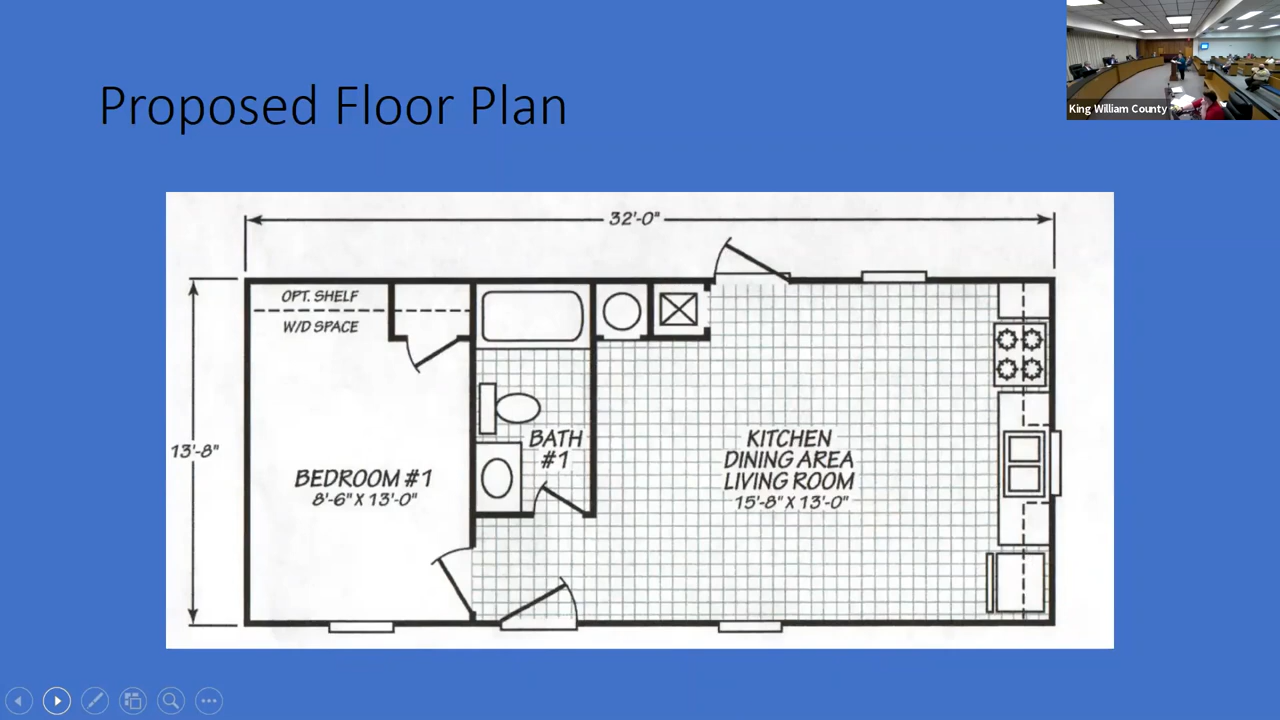 Proposed Floor Plan
King William County
32'-0"
OPT. SHELF
W/D SPACE
13'-8"
BEDROOM #1
8'-6" X 13'-0"
BATH
#1
KITCHEN
DINING AREA
LIVING ROOM
15'-8" X 13'-0"